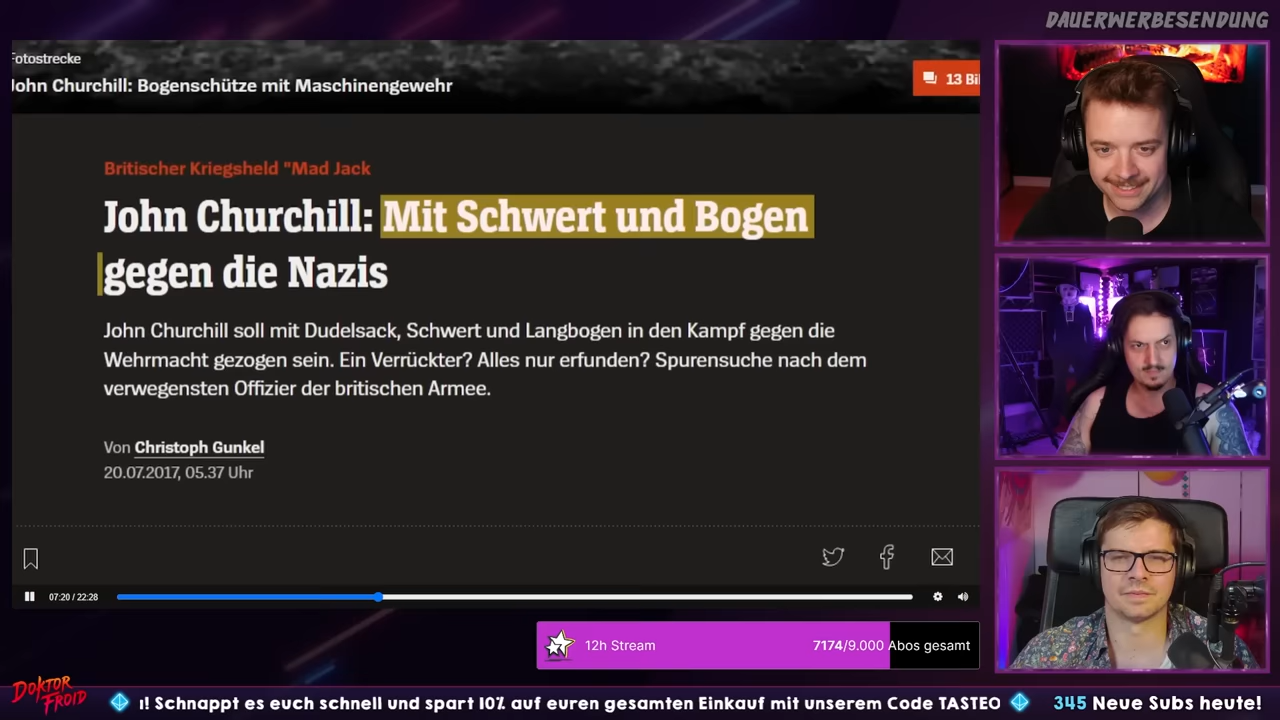 DAUERWERBESENDUNG
Fotostrecke
John Churchill: Bogenschütze mit Maschinengewehr
13 Bil
Britischer Kriegsheld "Mad Jack
John Churchill: Mit Schwert und Bogen
gegen die Nazis
John Churchill soll mit Dudelsack, Schwert und Langbogen in den Kampf gegen die
Wehrmacht gezogen sein. Ein Verrückter? Alles nur erfunden? Spurensuche nach dem
verwegensten Offizier der britischen Armee.
Von Christoph Gunkel
20.07.2017, 05.37 Uhr
07:20 / 22:28
12h Stream 7174/9.000 Abos gesamt
DOKTOR
FROID
! Schnappt es euch schnell und spart 10% auf euren gesamten Einkauf mit unserem Code TASTEO 345 Neue Subs heute!